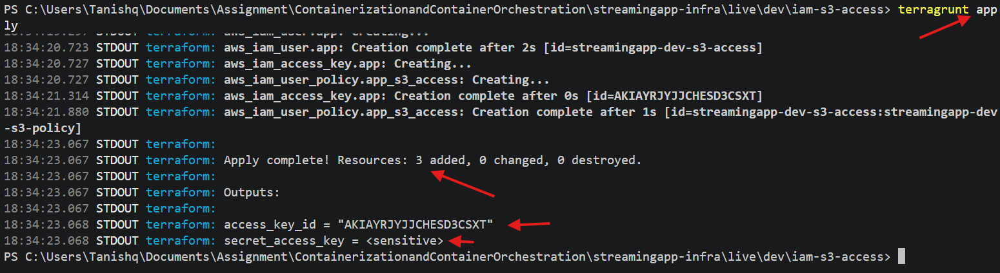 PS C:\Users\Tanishq\Documents\Assignment\ContainerizationandContainerOrchestration\streamingapp-infra\live\dev\iam-s3-access> terragrunt app
ly
18:34:19.297 STDOUT terraform: aws_iam_user.app: Creating...
18:34:20.723 STDOUT terraform: aws_iam_user.app: Creation complete after 2s [id=streamingapp-dev-s3-access]
18:34:20.727 STDOUT terraform: aws_iam_access_key.app: Creating...
18:34:20.727 STDOUT terraform: aws_iam_user_policy.app_s3_access: Creating...
18:34:21.314 STDOUT terraform: aws_iam_access_key.app: Creation complete after 0s [id=AKIAYRJYJJCHESD3CSXT]
18:34:21.880 STDOUT terraform: aws_iam_user_policy.app_s3_access: Creation complete after 1s [id=streamingapp-dev-s3-access:streamingapp-dev
-s3-policy]
18:34:23.067 STDOUT terraform:
18:34:23.067 STDOUT terraform: Apply complete! Resources: 3 added, 0 changed, 0 destroyed.
18:34:23.067 STDOUT terraform:
18:34:23.067 STDOUT terraform: Outputs:
18:34:23.067 STDOUT terraform:
18:34:23.068 STDOUT terraform: access_key_id = "AKIAYRJYJJCHESD3CSXT"
18:34:23.068 STDOUT terraform: secret_access_key = <sensitive>
PS C:\Users\Tanishq\Documents\Assignment\ContainerizationandContainerOrchestration\streamingapp-infra\live\dev\iam-s3-access>